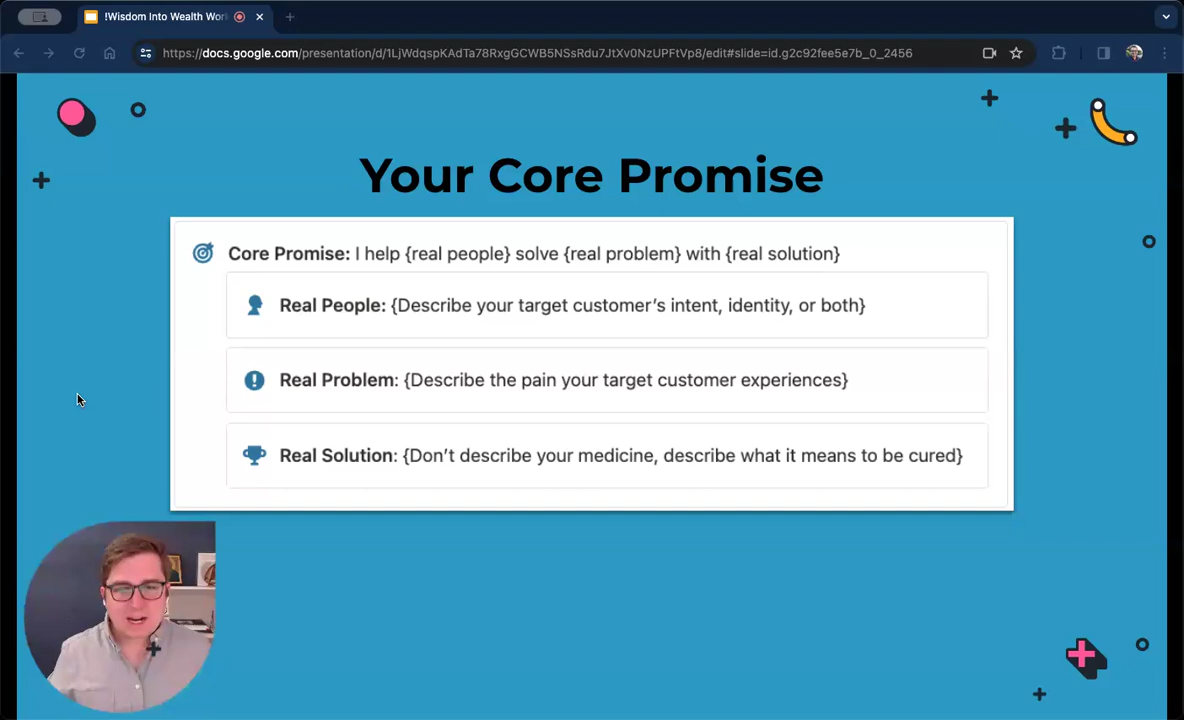 !Wisdom Into Wealth Wor
https://docs.google.com/presentation/d/1LjWdqspKAdTa78RxgGCWB5NSsRdu7JtXv0NzUPFtVp8/edit#slide=id.g2c92fee5e7b_0_2456
Your Core Promise
Core Promise: I help {real people} solve {real problem} with {real solution}
Real People: {Describe your target customer’s intent, identity, or both}
Real Problem: {Describe the pain your target customer experiences}
Real Solution: {Don’t describe your medicine, describe what it means to be cured}